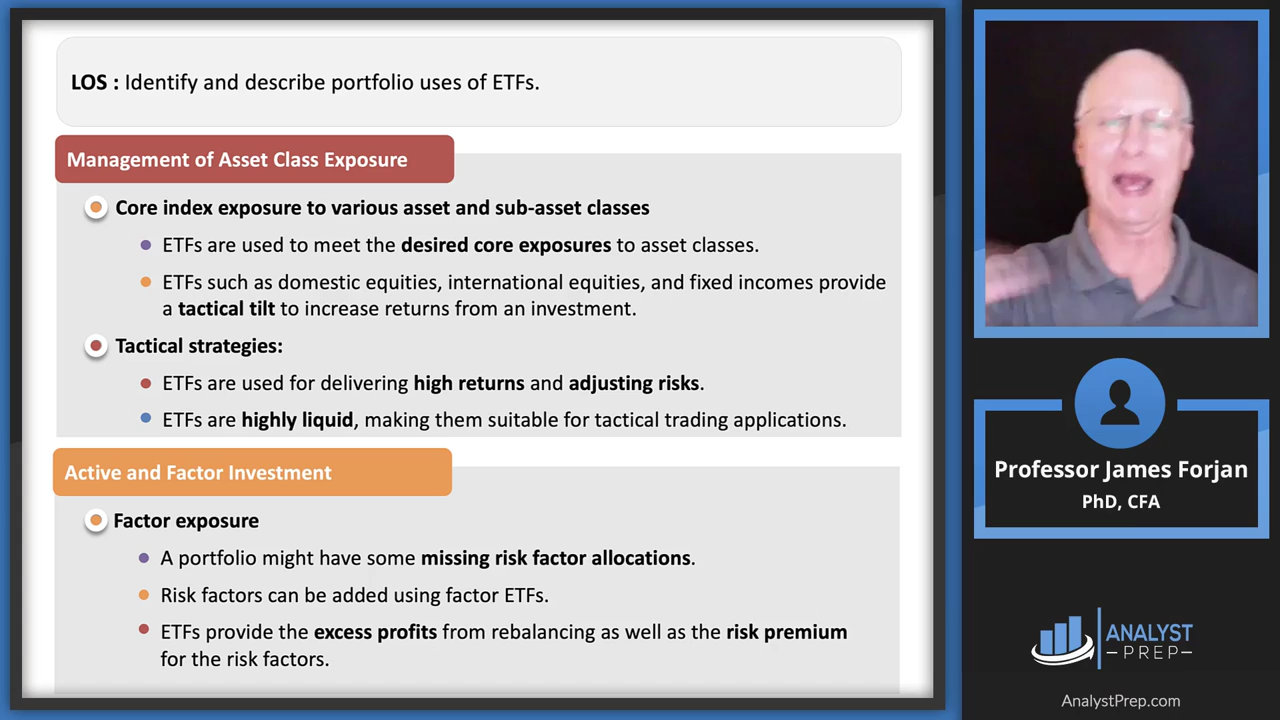 LOS : Identify and describe portfolio uses of ETFs.
Management of Asset Class Exposure
Core index exposure to various asset and sub-asset classes
ETFs are used to meet the desired core exposures to asset classes.
ETFs such as domestic equities, international equities, and fixed incomes provide
a tactical tilt to increase returns from an investment.
Tactical strategies:
ETFs are used for delivering high returns and adjusting risks.
ETFs are highly liquid, making them suitable for tactical trading applications.
Active and Factor Investment
Factor exposure
A portfolio might have some missing risk factor allocations.
Risk factors can be added using factor ETFs.
ETFs provide the excess profits from rebalancing as well as the risk premium
for the risk factors.
Professor James Forjan
PhD, CFA
ANALYST
PREP
AnalystPrep.com